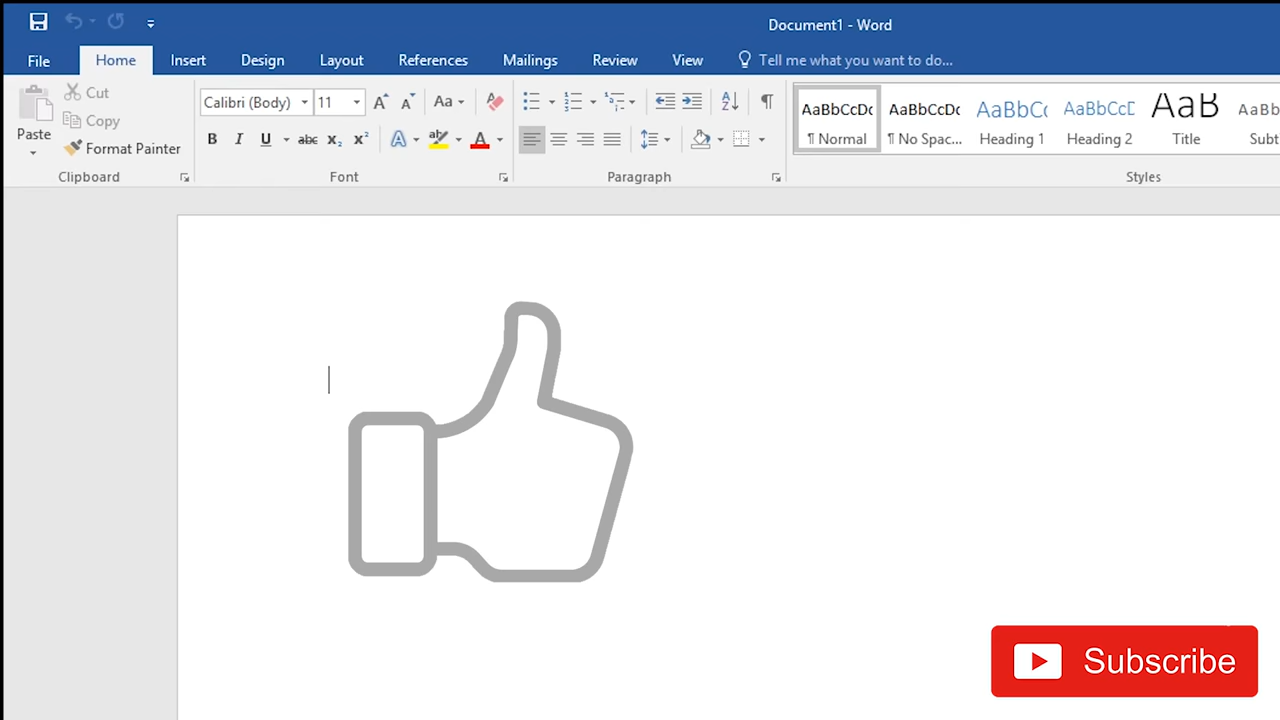 Document1 - Word
File Home Insert Design Layout References Mailings Review View Tell me what you want to do...
Paste
Cut
Copy
Format Painter
Clipboard
Calibri (Body) 11 Aa
B I U abc x₂ x² A ab A
Font
A Z ¶
Paragraph
AaBbCcDc AaBbCcDc AaBbCc AaBbCcD AaB AaBb
¶ Normal ¶ No Spac... Heading 1 Heading 2 Title Subt
Styles
Subscribe